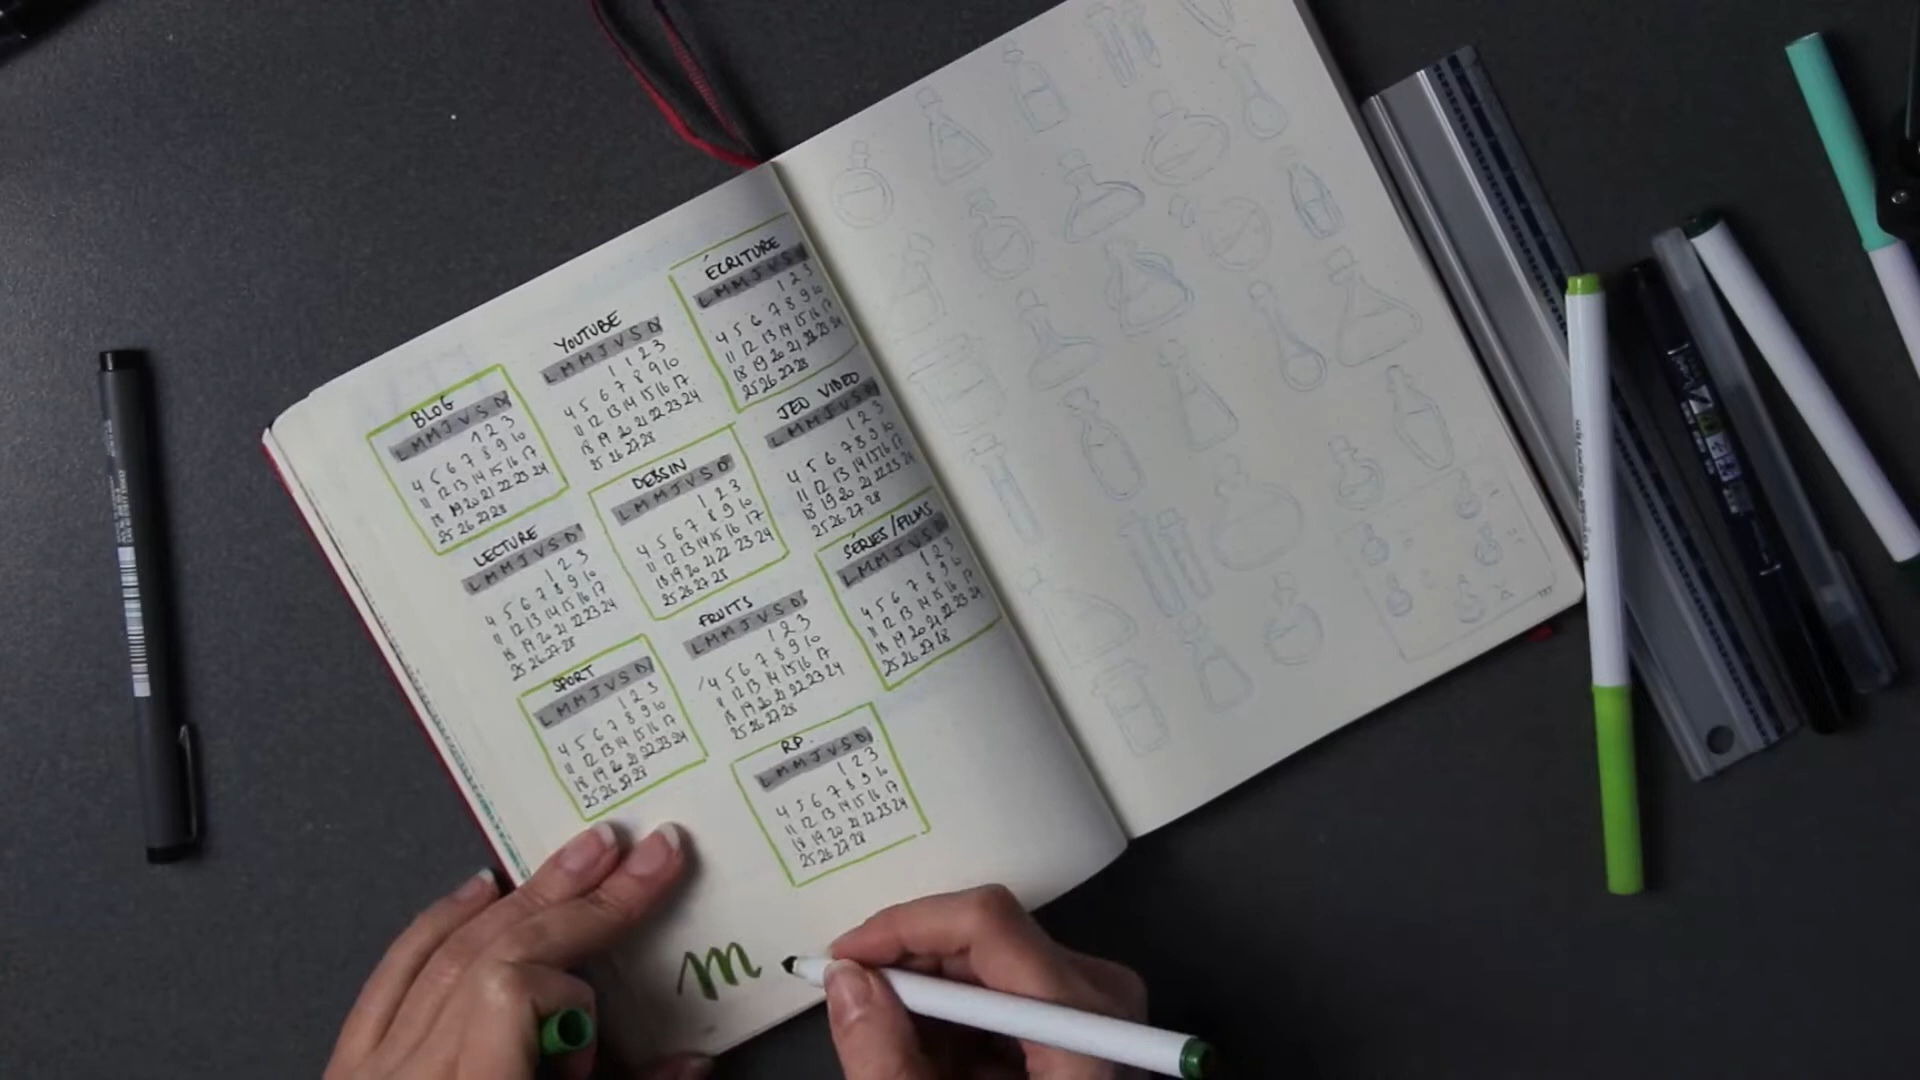 BLOG
L M M J V S D
1 2 3
4 5 6 7 8 9 10
11 12 13 14 15 16 17
18 19 20 21 22 23 24
25 26 27 28
YOUTUBE
L M M J V S D
1 2 3
4 5 6 7 8 9 10
11 12 13 14 15 16 17
18 19 20 21 22 23 24
25 26 27 28
ÉCRITURE
L M M J V S D
1 2 3
4 5 6 7 8 9 10
11 12 13 14 15 16 17
18 19 20 21 22 23 24
25 26 27 28
LECTURE
L M M J V S D
1 2 3
4 5 6 7 8 9 10
11 12 13 14 15 16 17
18 19 20 21 22 23 24
25 26 27 28
DESSIN
L M M J V S D
1 2 3
4 5 6 7 8 9 10
11 12 13 14 15 16 17
18 19 20 21 22 23 24
25 26 27 28
JEU VIDEO
L M M J V S D
1 2 3
4 5 6 7 8 9 10
11 12 13 14 15 16 17
18 19 20 21 22 23 24
25 26 27 28
SPORT
L M M J V S D
1 2 3
4 5 6 7 8 9 10
11 12 13 14 15 16 17
18 19 20 21 22 23 24
25 26 27 28
FRUITS
L M M J V S D
1 2 3
4 5 6 7 8 9 10
11 12 13 14 15 16 17
18 19 20 21 22 23 24
25 26 27 28
SÉRIES/FILMS
L M M J V S D
1 2 3
4 5 6 7 8 9 10
11 12 13 14 15 16 17
18 19 20 21 22 23 24
25 26 27 28
RP.
L M M J V S D
1 2 3
4 5 6 7 8 9 10
11 12 13 14 15 16 17
18 19 20 21 22 23 24
25 26 27 28
m